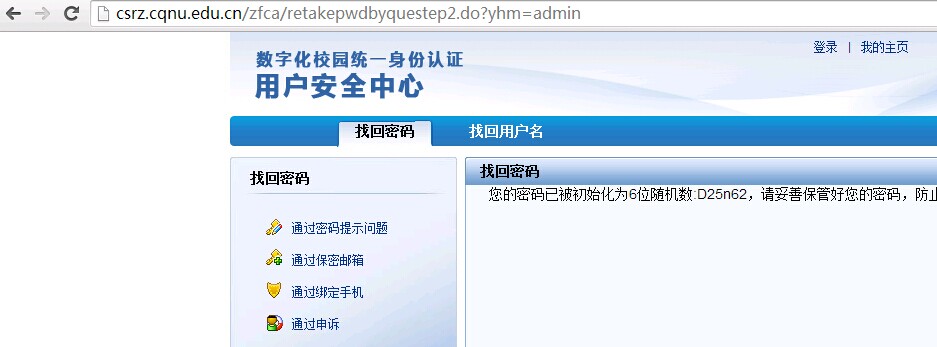 csrz.cqnu.edu.cn/zfca/retakepwdbyquestep2.do?yhm=admin
数字化校园统一身份认证
用户安全中心
登录 | 我的主页
找回密码 找回用户名
找回密码
通过密码提示问题
通过保密邮箱
通过绑定手机
通过申诉
找回密码
您的密码已被初始化为6位随机数:D25n62，请妥善保管好您的密码，防止